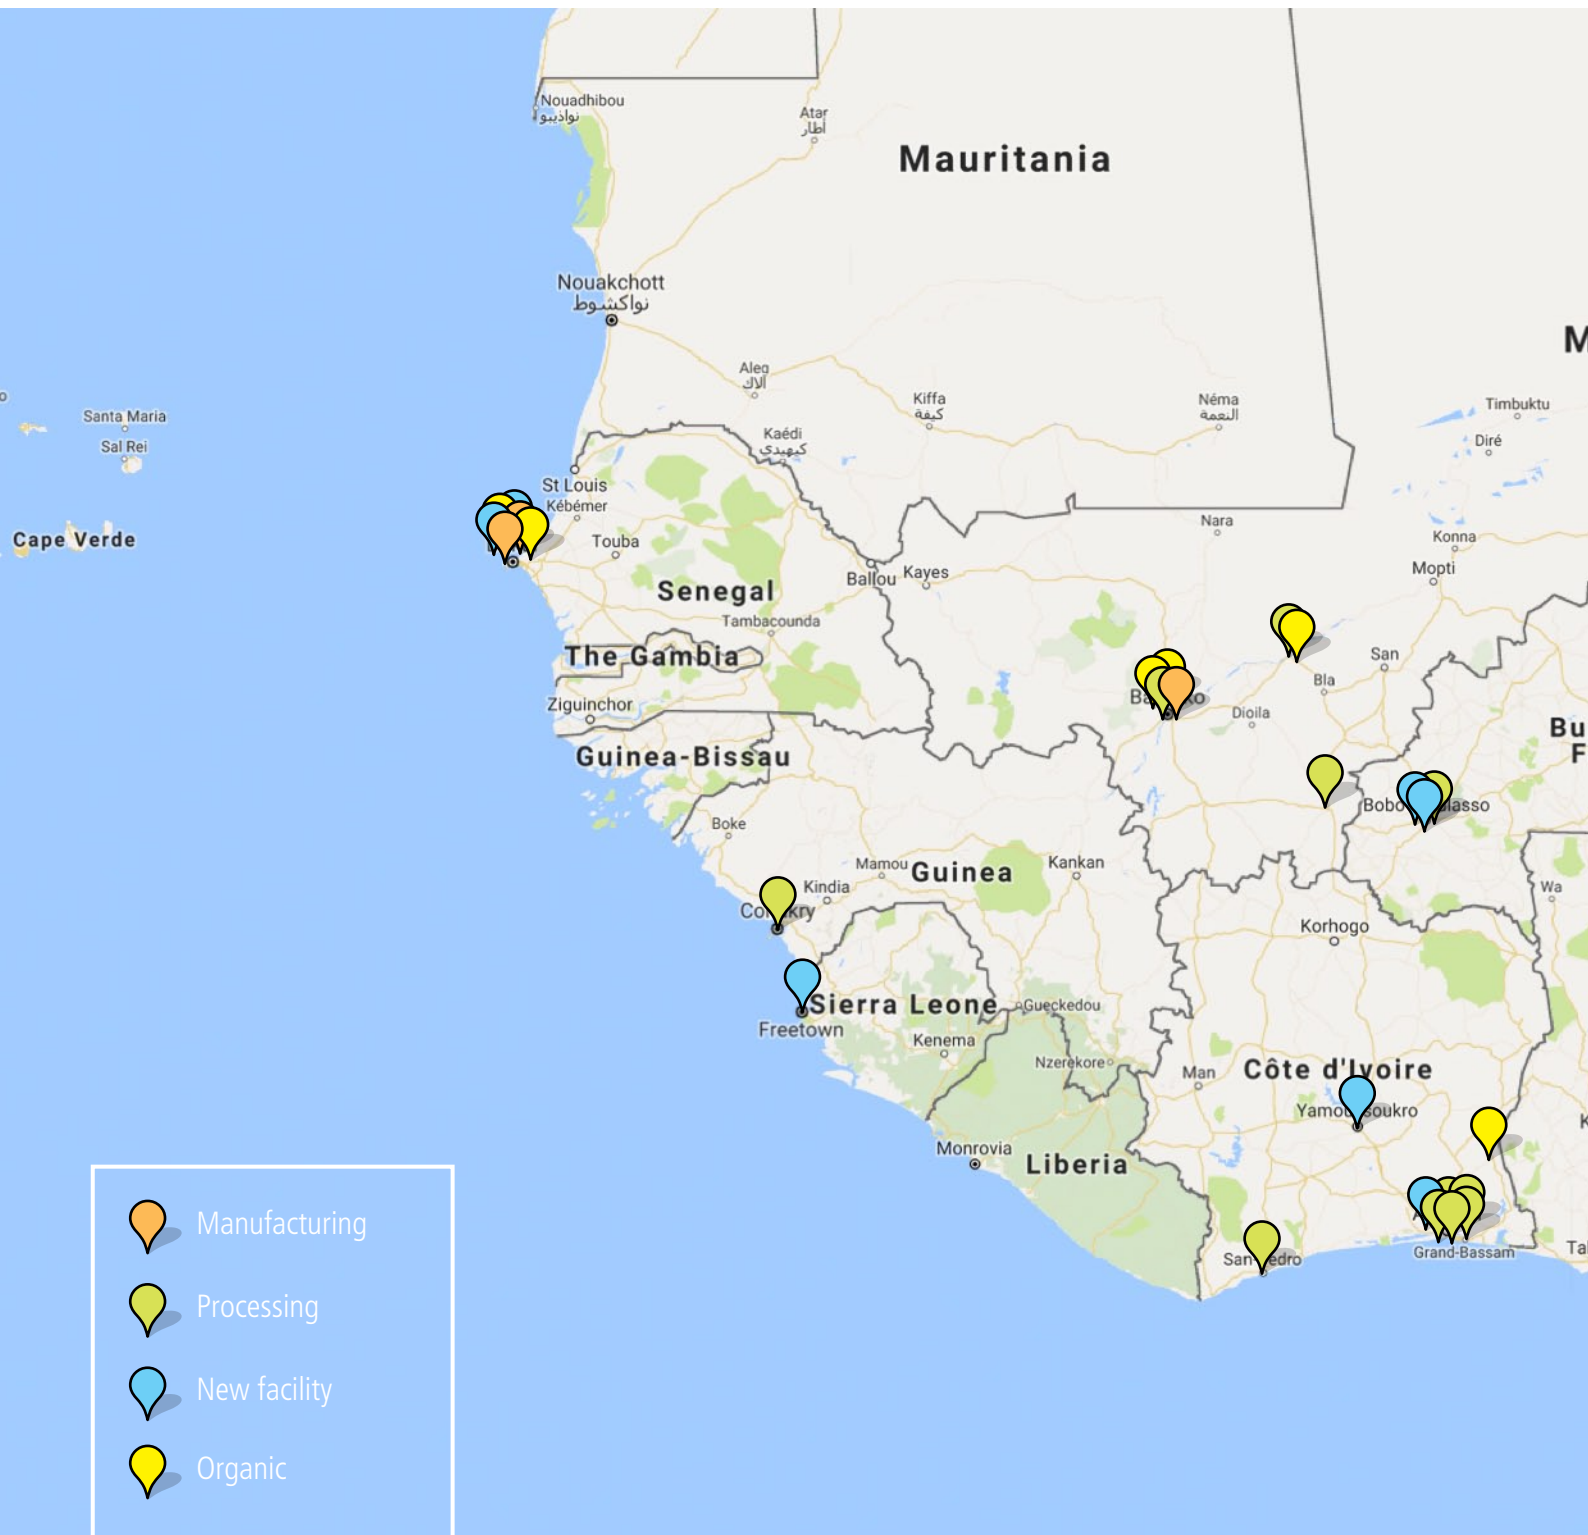 Nouadhibou
نواذيبو
Atar
أطار
Mauritania
Nouakchott
نواكشوط
Aleg
ألاك
Kiffa
كيفة
Néma
النعمة
Timbuktu
Diré
Kaédi
كيهيدي
Santa Maria
Sal Rei
Cape Verde
St Louis
Kébémer
Touba
Nara
Konna
Mopti
Ballou
Kayes
Senegal
Tambacounda
The Gambia
San
Bla
Dioila
Ziguinchor
Guinea-Bissau
Bu
F
Boke
Mamou
Guinea
Kankan
Kindia
Wa
Korhogo
Sierra Leone
Gueckedou
Freetown
Kenema
Nzerekore
Man
Côte d'Ivoire
Monrovia
Liberia
Grand-Bassam
Manufacturing
Processing
New facility
Organic